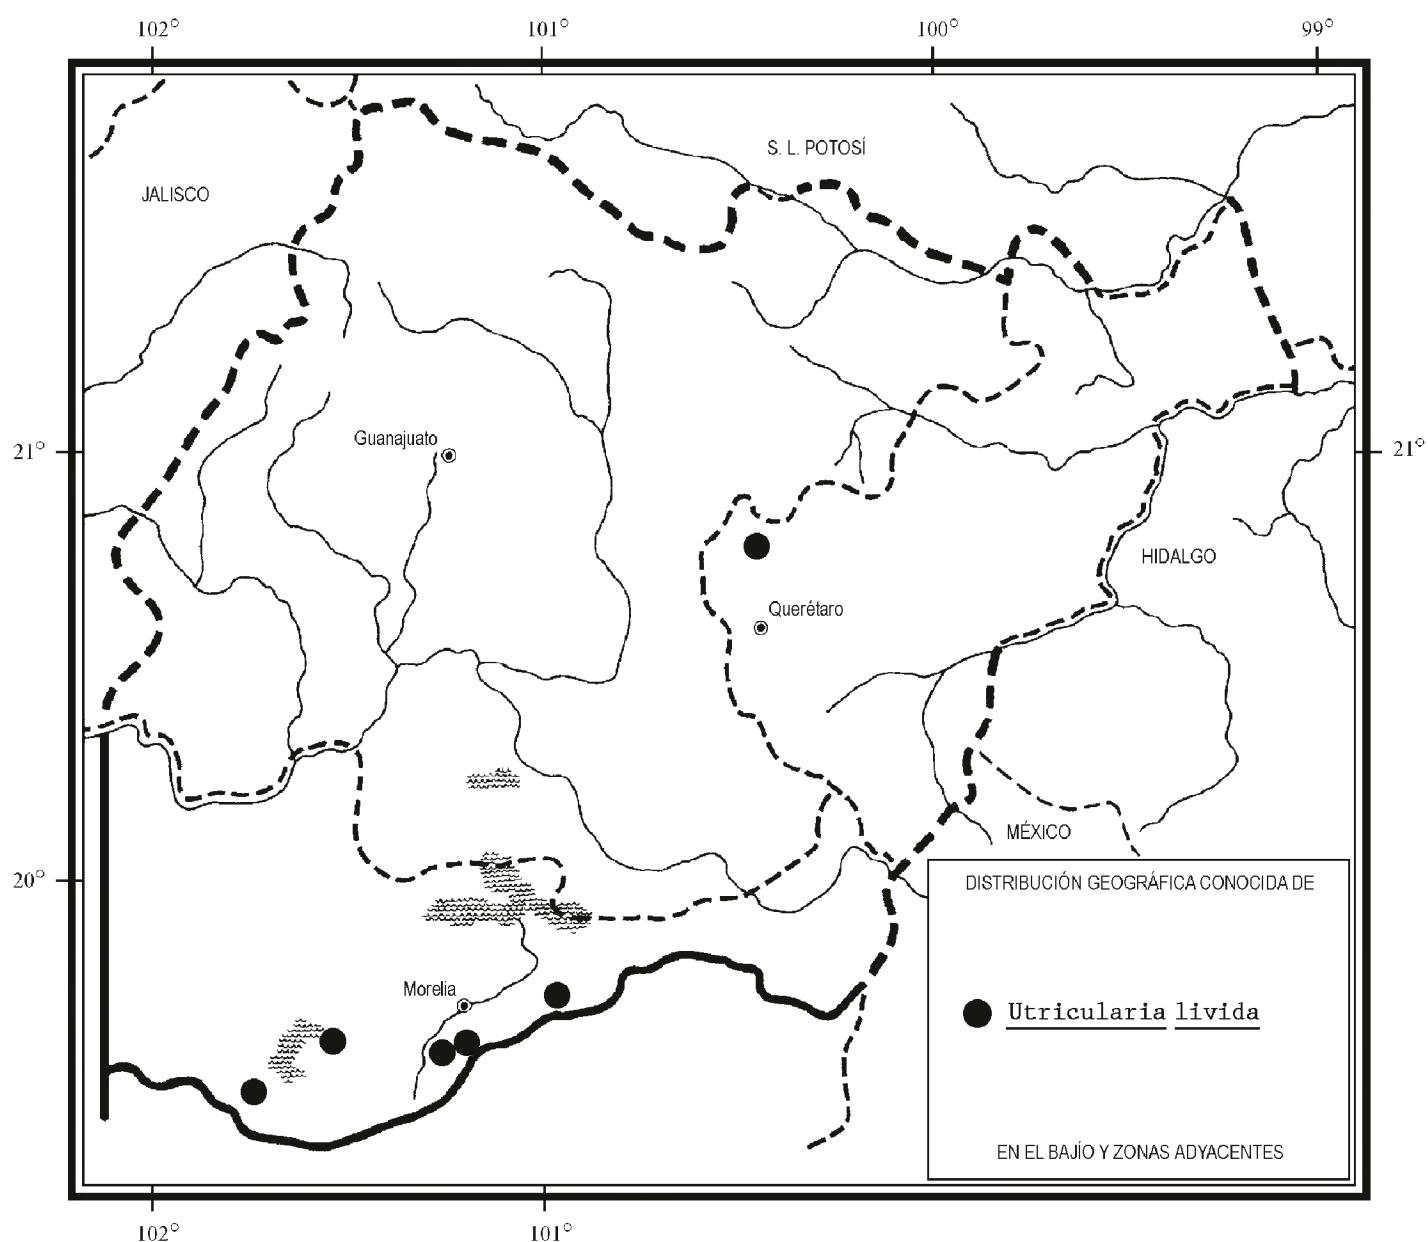 102° 101° 100° 99°
S. L. POTOSÍ
JALISCO
Guanajuato
21° 21°
HIDALGO
Querétaro
MÉXICO
20°
DISTRIBUCIÓN GEOGRÁFICA CONOCIDA DE
Morelia
Utricularia livida
EN EL BAJÍO Y ZONAS ADYACENTES
102° 101°